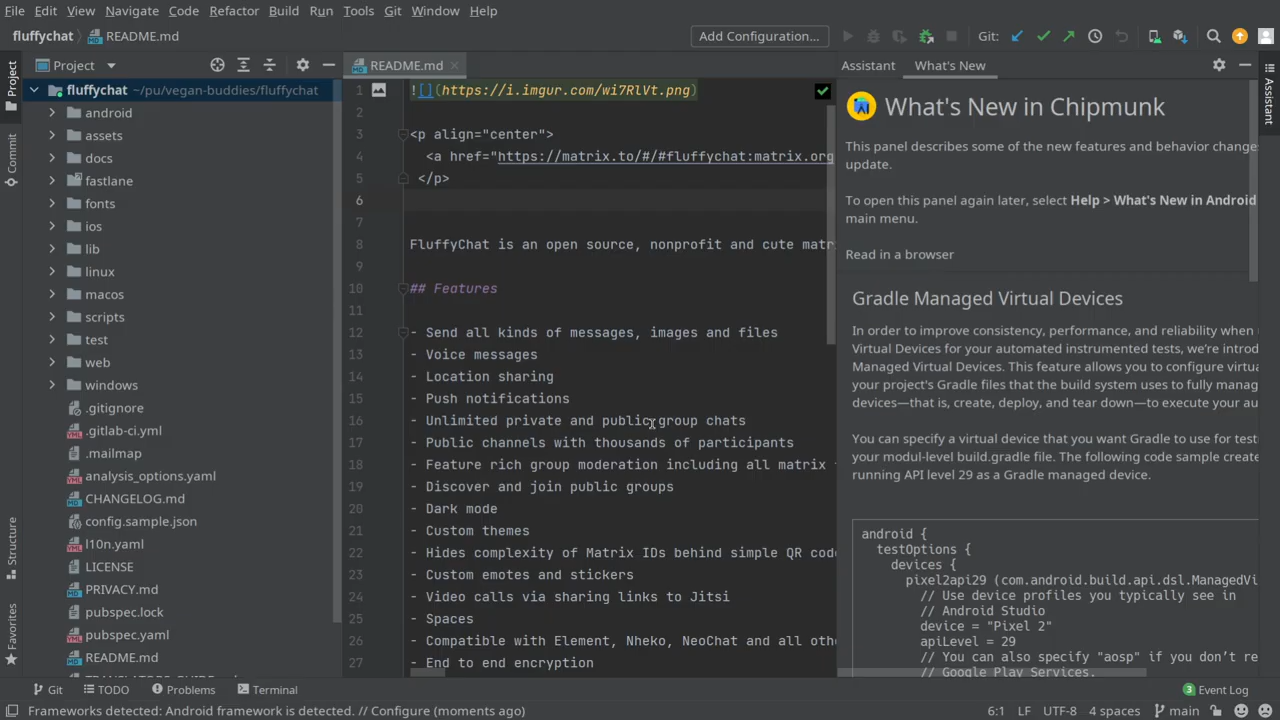 File Edit View Navigate Code Refactor Build Run Tools Git Window Help
fluffychat README.md Add Configuration... Git:
Project
README.md
Assistant What's New
Project
Commit
Structure
Favorites
Assistant
fluffychat ~/pu/vegan-buddies/fluffychat
android
assets
docs
fastlane
fonts
ios
lib
linux
macos
scripts
test
web
windows
.gitignore
.gitlab-ci.yml
.mailmap
analysis_options.yaml
CHANGELOG.md
config.sample.json
l10n.yaml
LICENSE
PRIVACY.md
pubspec.lock
pubspec.yaml
README.md
1 ![](https://i.imgur.com/wi7RlVt.png)
2
3 <p align="center">
4 <a href="https://matrix.to/#/#fluffychat:matrix.org
5 </p>
6
7
8 FluffyChat is an open source, nonprofit and cute matr
9
10 ## Features
11
12 - Send all kinds of messages, images and files
13 - Voice messages
14 - Location sharing
15 - Push notifications
16 - Unlimited private and public group chats
17 - Public channels with thousands of participants
18 - Feature rich group moderation including all matrix
19 - Discover and join public groups
20 - Dark mode
21 - Custom themes
22 - Hides complexity of Matrix IDs behind simple QR code
23 - Custom emotes and stickers
24 - Video calls via sharing links to Jitsi
25 - Spaces
26 - Compatible with Element, Nheko, NeoChat and all othe
27 - End to end encryption
What's New in Chipmunk
This panel describes some of the new features and behavior changes
update.
To open this panel again later, select Help > What's New in Android
main menu.
Read in a browser
Gradle Managed Virtual Devices
In order to improve consistency, performance, and reliability when
Virtual Devices for your automated instrumented tests, we're introd
Managed Virtual Devices. This feature allows you to configure virtua
your project's Gradle files that the build system uses to fully manag
devices—that is, create, deploy, and tear down—to execute your au
You can specify a virtual device that you want Gradle to use for test
your modul-level build.gradle file. The following code sample create
running API level 29 as a Gradle managed device.
android {
testOptions {
devices {
pixel2api29 (com.android.build.api.dsl.ManagedVi
// Use device profiles you typically see in
// Android Studio
device = "Pixel 2"
apiLevel = 29
// You can also specify "aosp" if you don't re
// Google Play Services.
Git TODO Problems Terminal 3 Event Log
Frameworks detected: Android framework is detected. // Configure (moments ago) 6:1 LF UTF-8 4 spaces main